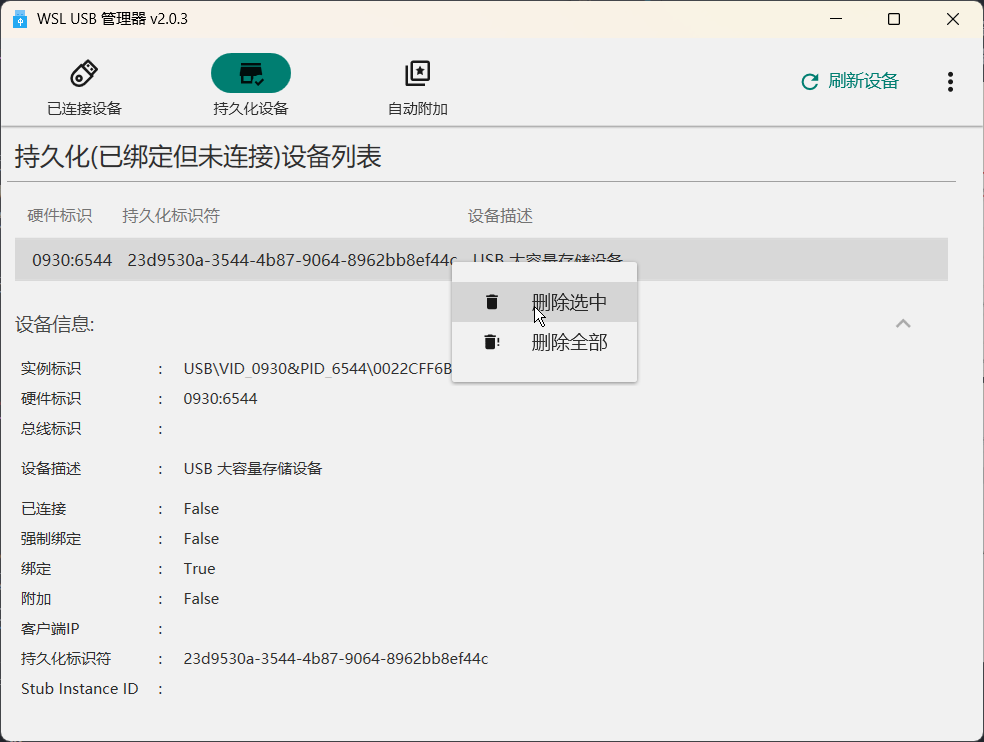 WSL USB 管理器 v2.0.3
已连接设备
持久化设备
自动附加
刷新设备
持久化(已绑定但未连接)设备列表
硬件标识 持久化标识符 设备描述
0930:6544 23d9530a-3544-4b87-9064-8962bb8ef44c USB 大容量存储设备
删除选中
删除全部
设备信息:
实例标识 : USB\VID_0930&PID_6544\0022CFF6B
硬件标识 : 0930:6544
总线标识 :
设备描述 : USB 大容量存储设备
已连接 : False
强制绑定 : False
绑定 : True
附加 : False
客户端IP :
持久化标识符 : 23d9530a-3544-4b87-9064-8962bb8ef44c
Stub Instance ID :